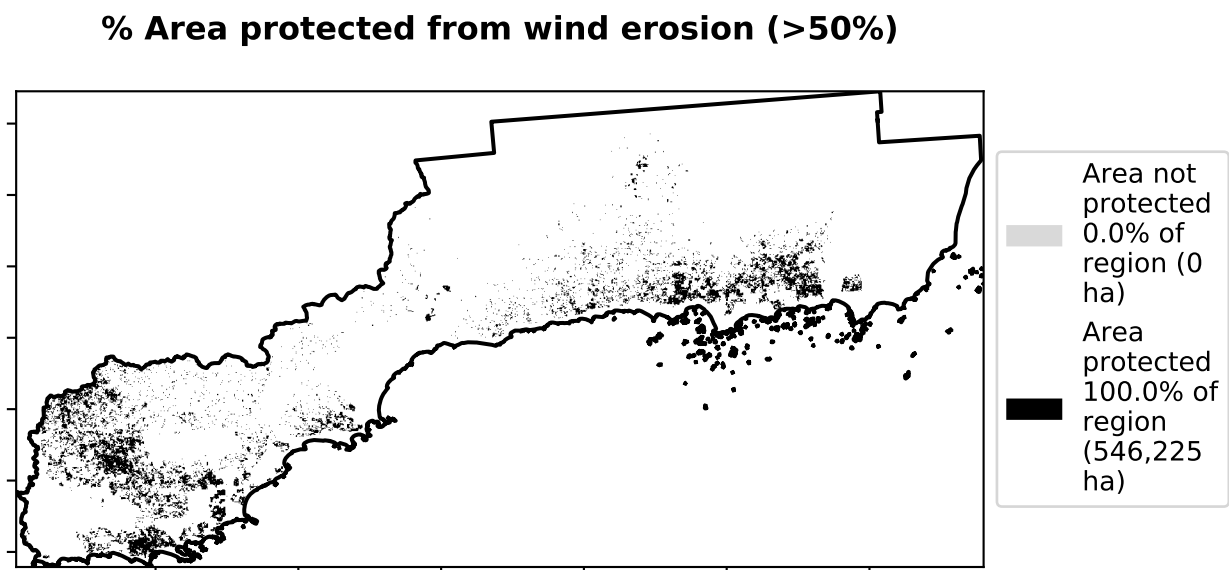 % Area protected from wind erosion (>50%)
Area not
protected
0.0% of
region (0
ha)
Area
protected
100.0% of
region
(546,225
ha)